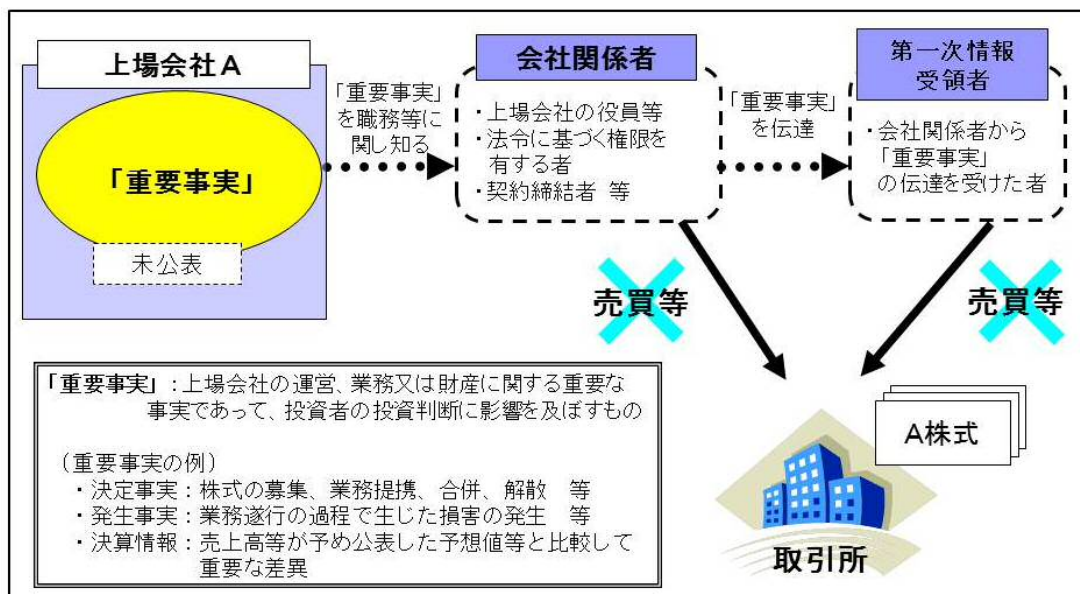 上場会社A
「重要事実」
未公表
「重要事実」
を職務等に
関し知る
会社関係者
・上場会社の役員等
・法令に基づく権限を
有する者
・契約締結者 等
「重要事実」
を伝達
第一次情報
受領者
・会社関係者から
「重要事実」
の伝達を受けた者
売買等
売買等
「重要事実」：上場会社の運営、業務又は財産に関する重要な
事実であって、投資者の投資判断に影響を及ぼすもの
（重要事実の例）
・決定事実：株式の募集、業務提携、合併、解散 等
・発生事実：業務遂行の過程で生じた損害の発生 等
・決算情報：売上高等が予め公表した予想値等と比較して
重要な差異
A株式
取引所